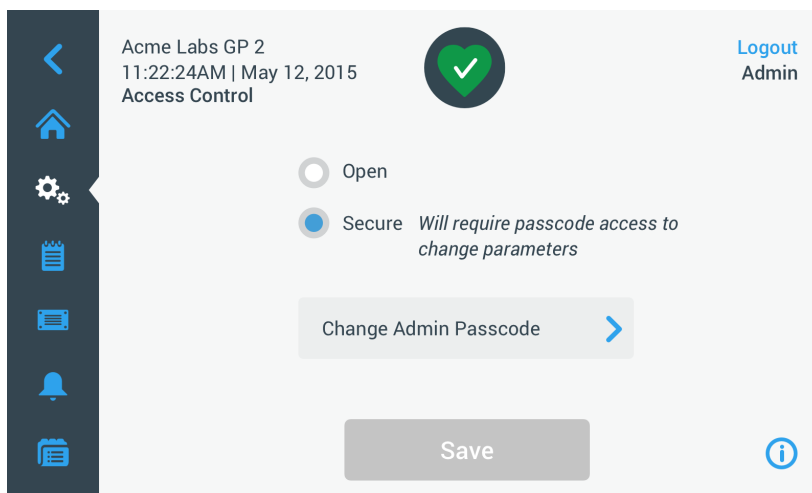 Acme Labs GP 2
11:22:24AM | May 12, 2015
Access Control
Logout
Admin
Open
Secure Will require passcode access to
change parameters
Change Admin Passcode
Save